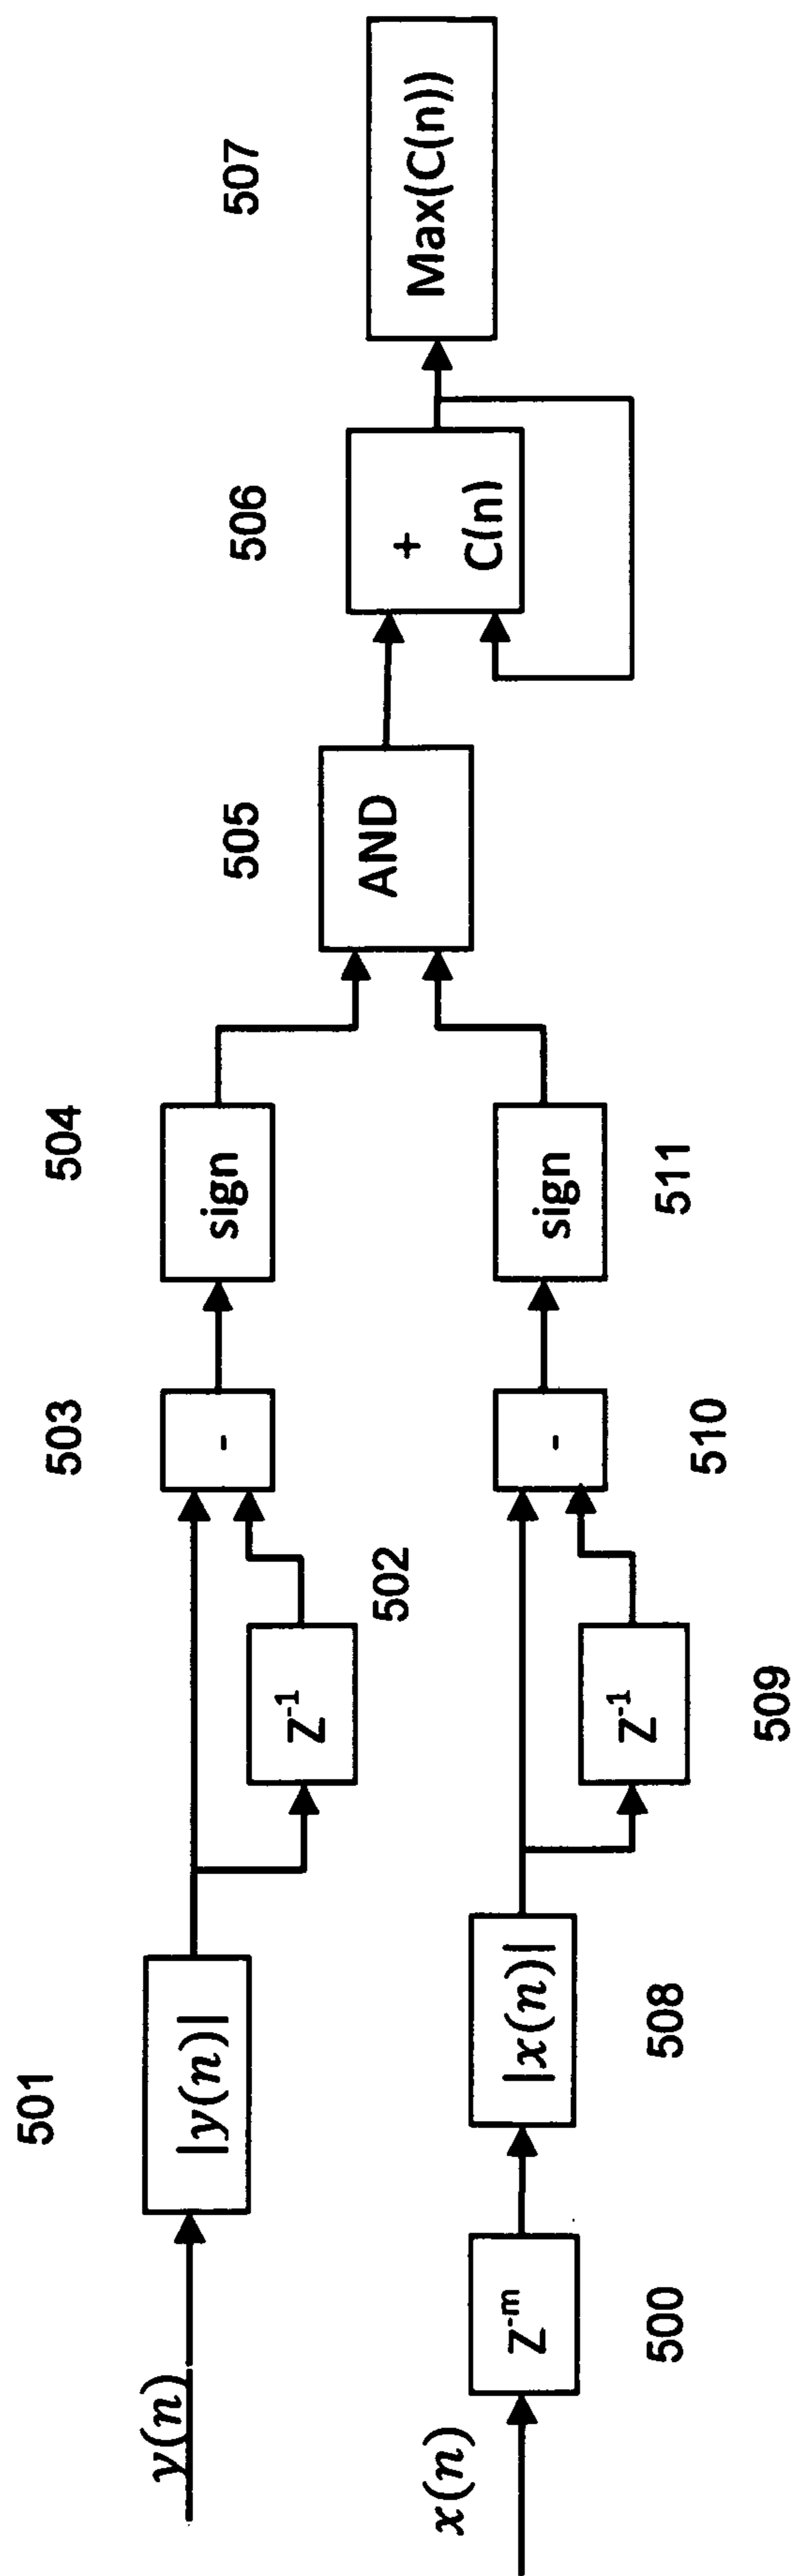 501
503
504
505
506
507
y(n)
|y(n)|
Z⁻¹
502
-
sign
AND
+
C(n)
Max(C(n))
x(n)
Z⁻ᵐ
500
|x(n)|
508
Z⁻¹
509
-
510
sign
511